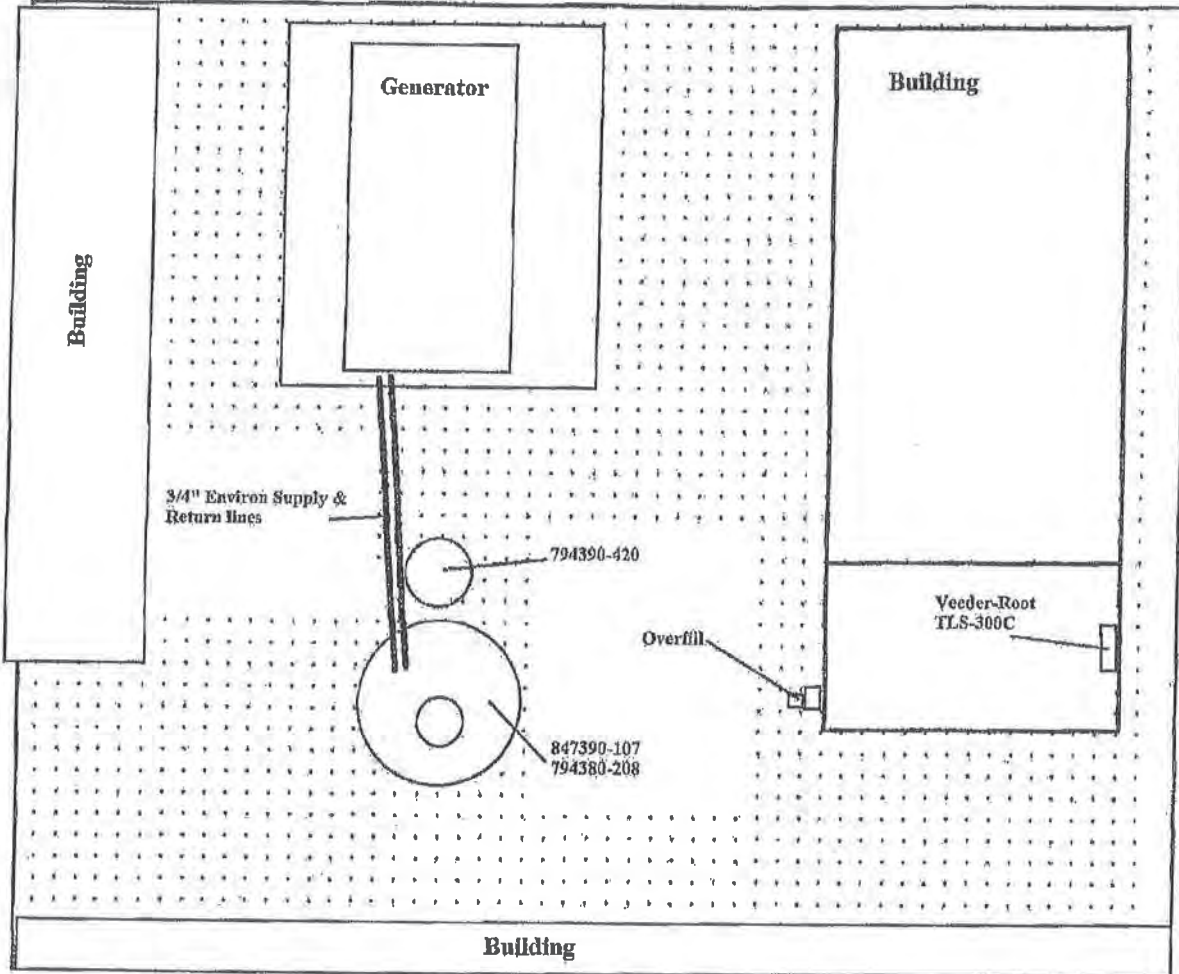 Generator
Building
Building
3/4" Environ Supply &
Return lines
794390-420
Veeder-Root
TLS-300C
Overfill
847390-107
794380-208
Building